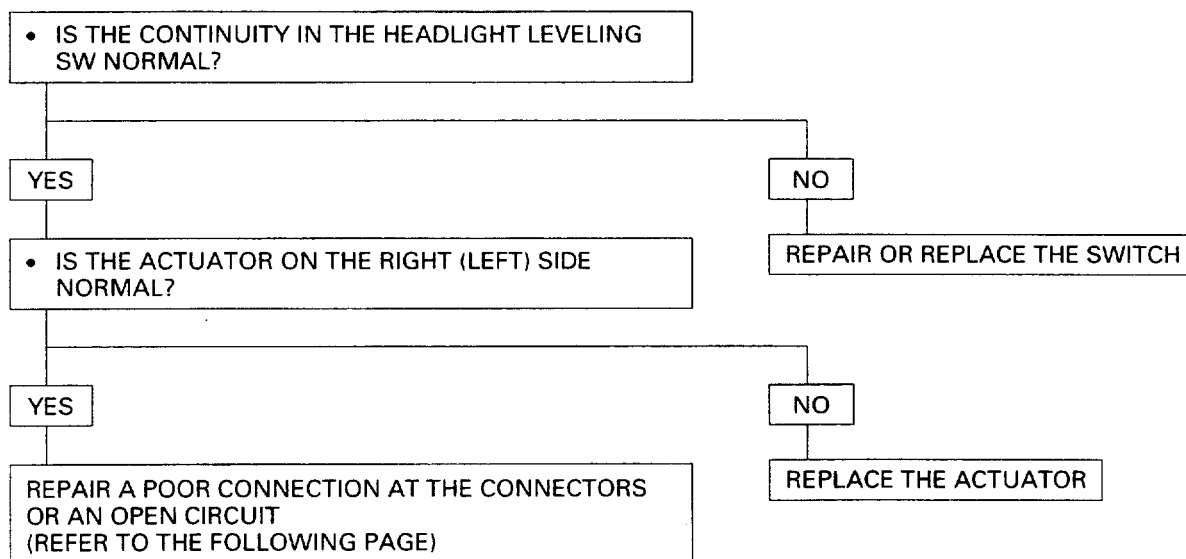 • IS THE CONTINUITY IN THE HEADLIGHT LEVELING
SW NORMAL?
YES
NO
REPAIR OR REPLACE THE SWITCH
• IS THE ACTUATOR ON THE RIGHT (LEFT) SIDE
NORMAL?
YES
NO
REPLACE THE ACTUATOR
REPAIR A POOR CONNECTION AT THE CONNECTORS
OR AN OPEN CIRCUIT
(REFER TO THE FOLLOWING PAGE)